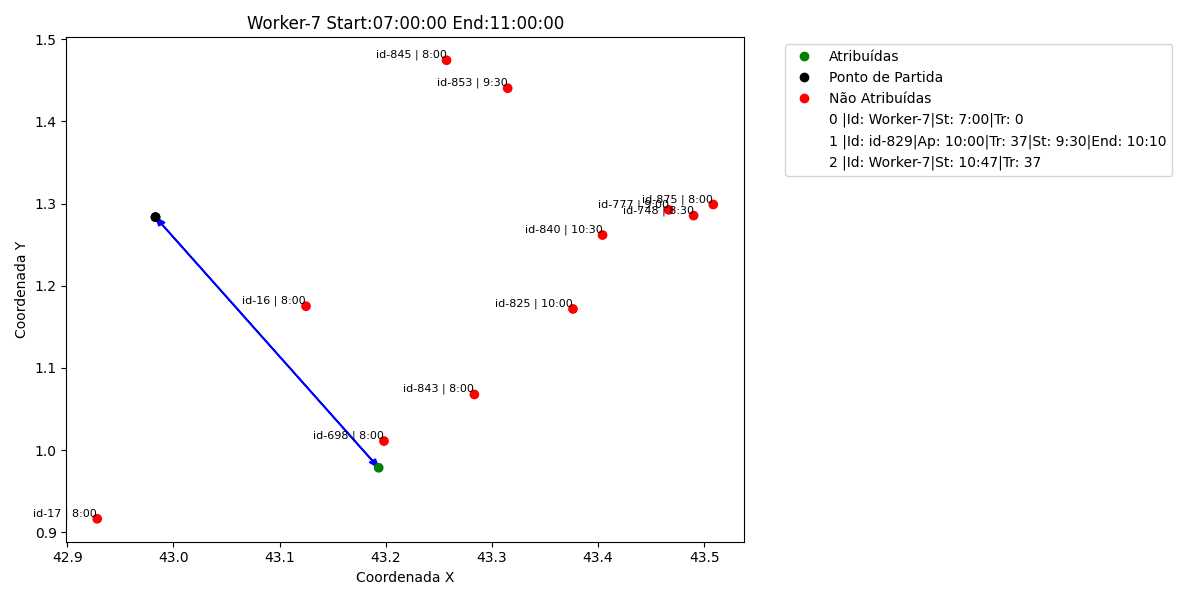 Worker-7 Start:07:00:00 End:11:00:00
Coordenada Y
1.5
1.4
1.3
1.2
1.1
1.0
0.9
id-845 | 8:00
id-853 | 9:30
id-875 | 8:00
id-777 | 9:00
id-748 | 8:30
id-840 | 10:30
id-16 | 8:00
id-825 | 10:00
id-843 | 8:00
id-698 | 8:00
id-17 | 8:00
42.9 43.0 43.1 43.2 43.3 43.4 43.5
Coordenada X
Atribuídas
Ponto de Partida
Não Atribuídas
0 |Id: Worker-7|St: 7:00|Tr: 0
1 |Id: id-829|Ap: 10:00|Tr: 37|St: 9:30|End: 10:10
2 |Id: Worker-7|St: 10:47|Tr: 37